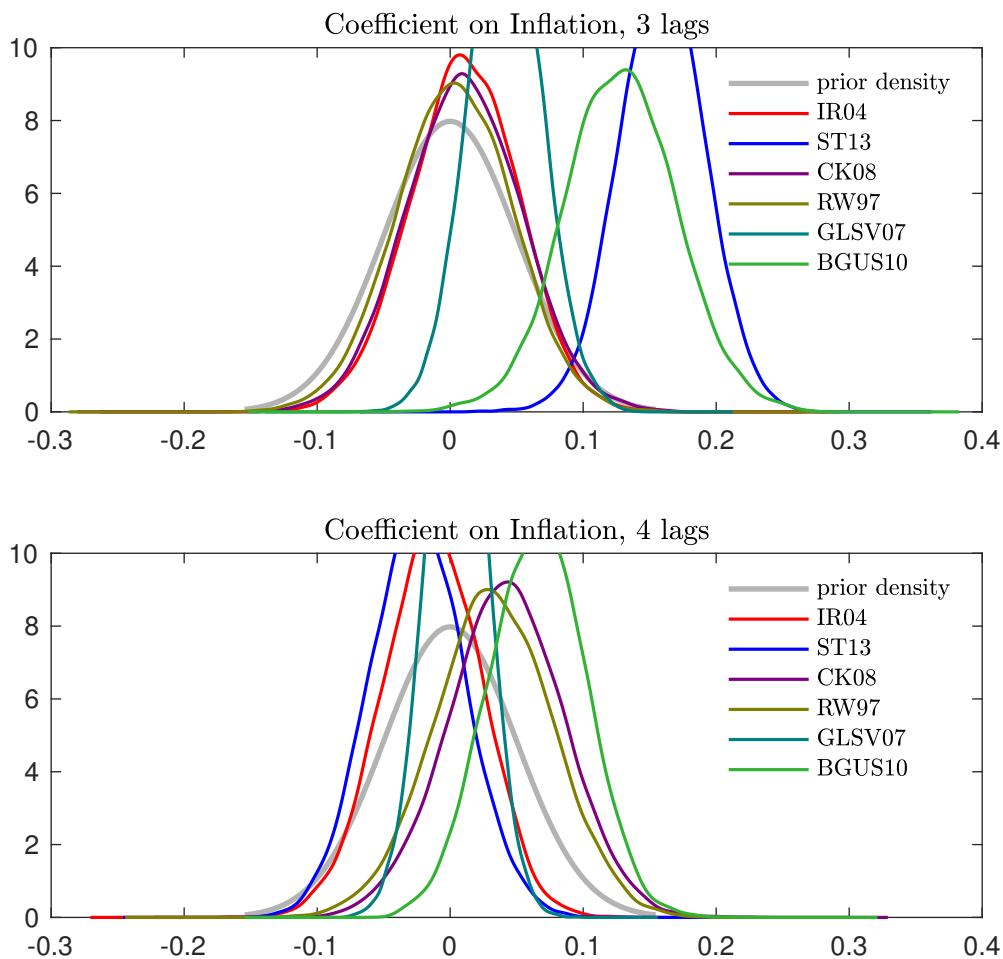 Coefficient on Inflation, 3 lags
10
8
6
4
2
0
-0.3 -0.2 -0.1 0 0.1 0.2 0.3 0.4
prior density
IR04
ST13
CK08
RW97
GLSV07
BGUS10
Coefficient on Inflation, 4 lags
10
8
6
4
2
0
-0.3 -0.2 -0.1 0 0.1 0.2 0.3 0.4
prior density
IR04
ST13
CK08
RW97
GLSV07
BGUS10